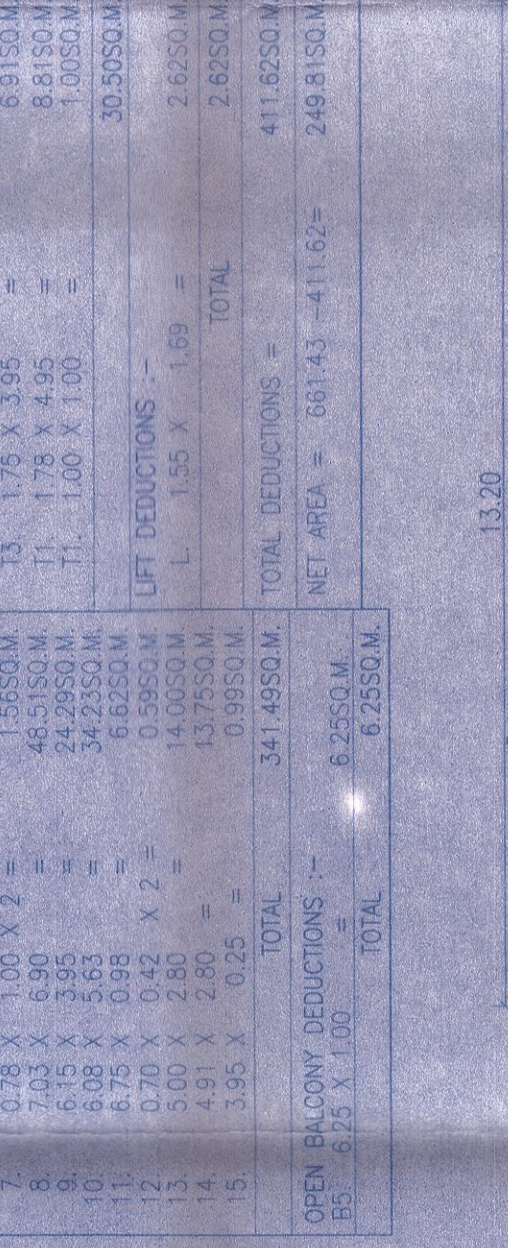 7. 0.78 X 1.00 X 2 = 1.56SQ.M.
8. 7.03 X 6.90 = 48.51SQ.M.
9. 6.15 X 3.95 = 24.29SQ.M.
10. 6.08 X 5.63 = 34.23SQ.M.
11. 6.75 X 0.98 = 6.62SQ.M.
12. 0.70 X 0.42 X 2 = 0.59SQ.M.
13. 5.00 X 2.80 = 14.00SQ.M.
14. 4.91 X 2.80 = 13.75SQ.M.
15. 3.95 X 0.25 = 0.99SQ.M.
TOTAL 341.49SQ.M.
OPEN BALCONY DEDUCTIONS :-
B5. 6.25 X 1.00 = 6.25SQ.M.
TOTAL 6.25SQ.M.
T3. 1.75 X 3.95 = 6.91SQ.M
T1. 1.78 X 4.95 = 8.81SQ.M
T1. 1.00 X 1.00 = 1.00SQ.M
30.50SQ.M
LIFT DEDUCTIONS :-
L. 1.55 X 1.69 = 2.62SQ.M
TOTAL 2.62SQ.M
TOTAL DEDUCTIONS = 411.62SQ.M
NET AREA = 661.43 -411.62= 249.81SQ.M
13.20